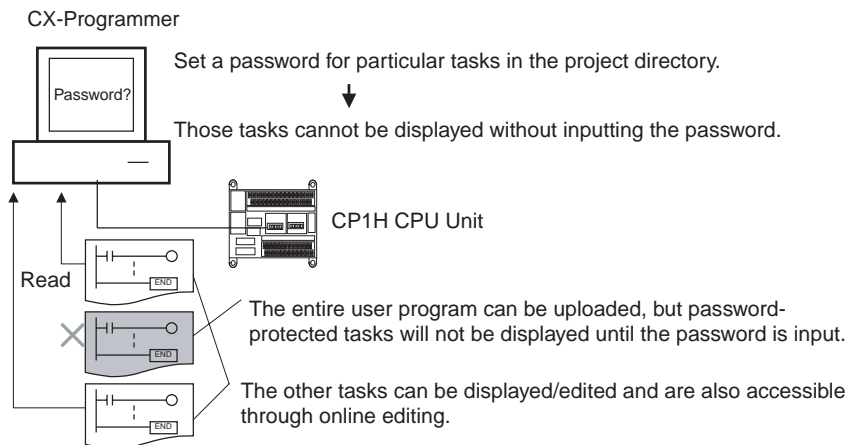 CX-Programmer
Set a password for particular tasks in the project directory.
Password?
Those tasks cannot be displayed without inputting the password.
CP1H CPU Unit
Read
END
The entire user program can be uploaded, but password-
protected tasks will not be displayed until the password is input.
END
The other tasks can be displayed/edited and are also accessible
through online editing.
END